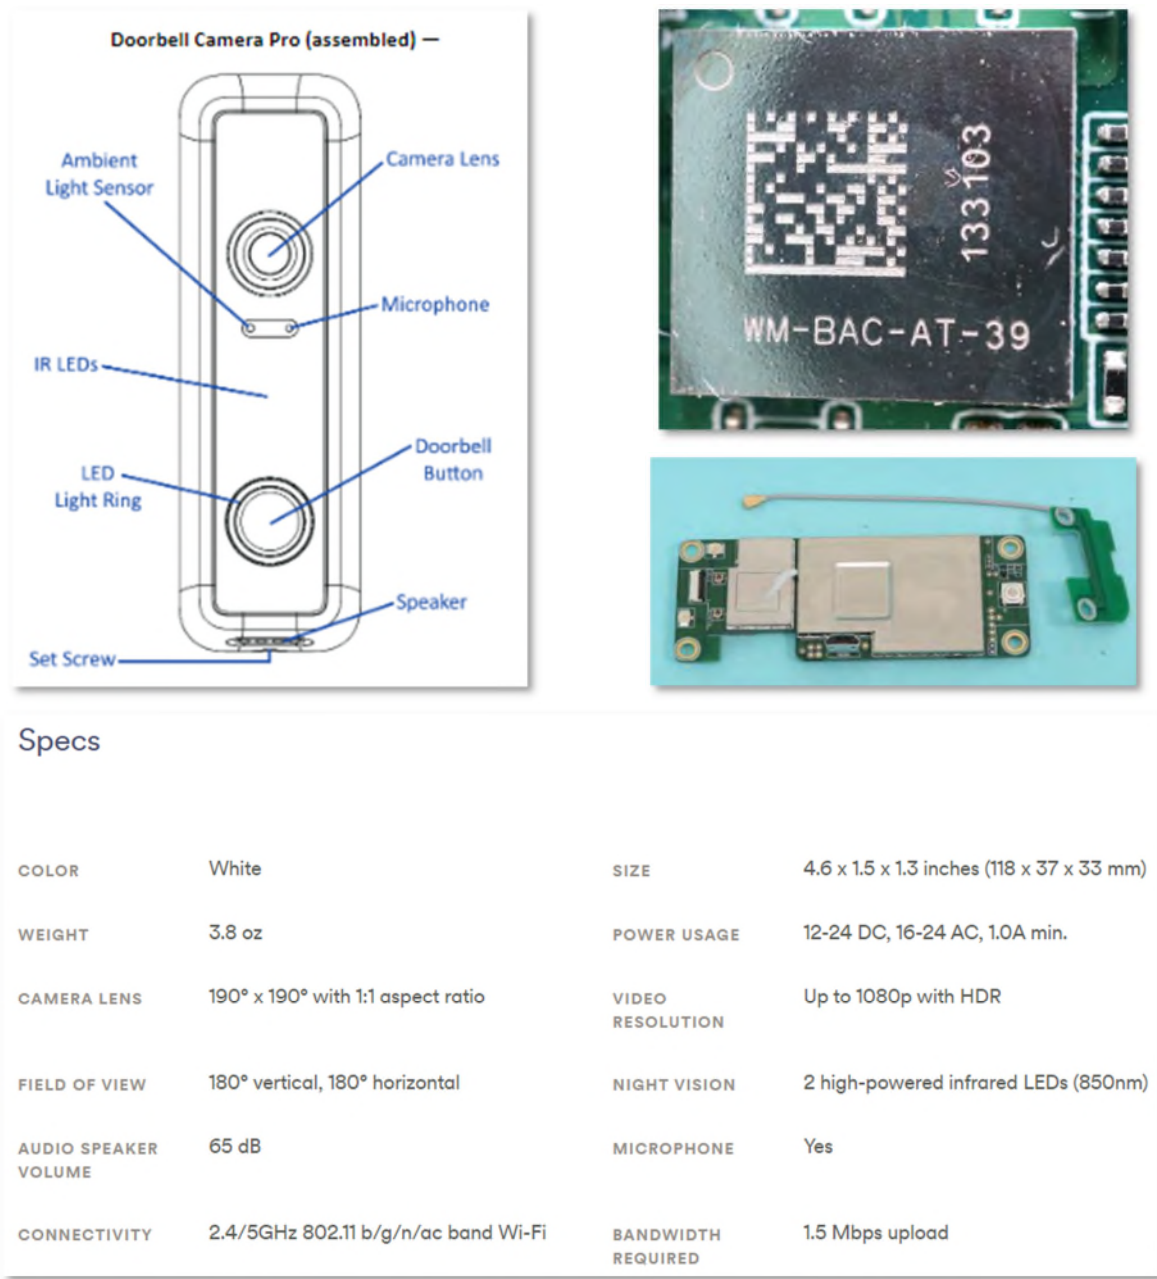 Doorbell Camera Pro (assembled) —
Ambient
Light Sensor
Camera Lens
Microphone
IR LEDs
Doorbell
Button
LED
Light Ring
Speaker
Set Screw
133103
WM-BAC-AT-39
Specs
COLOR
White
SIZE
4.6 x 1.5 x 1.3 inches (118 x 37 x 33 mm)
WEIGHT
3.8 oz
POWER USAGE
12-24 DC, 16-24 AC, 1.0A min.
CAMERA LENS
190° x 190° with 1:1 aspect ratio
VIDEO
RESOLUTION
Up to 1080p with HDR
FIELD OF VIEW
180° vertical, 180° horizontal
NIGHT VISION
2 high-powered infrared LEDs (850nm)
AUDIO SPEAKER
VOLUME
65 dB
MICROPHONE
Yes
CONNECTIVITY
2.4/5GHz 802.11 b/g/n/ac band Wi-Fi
BANDWIDTH
REQUIRED
1.5 Mbps upload